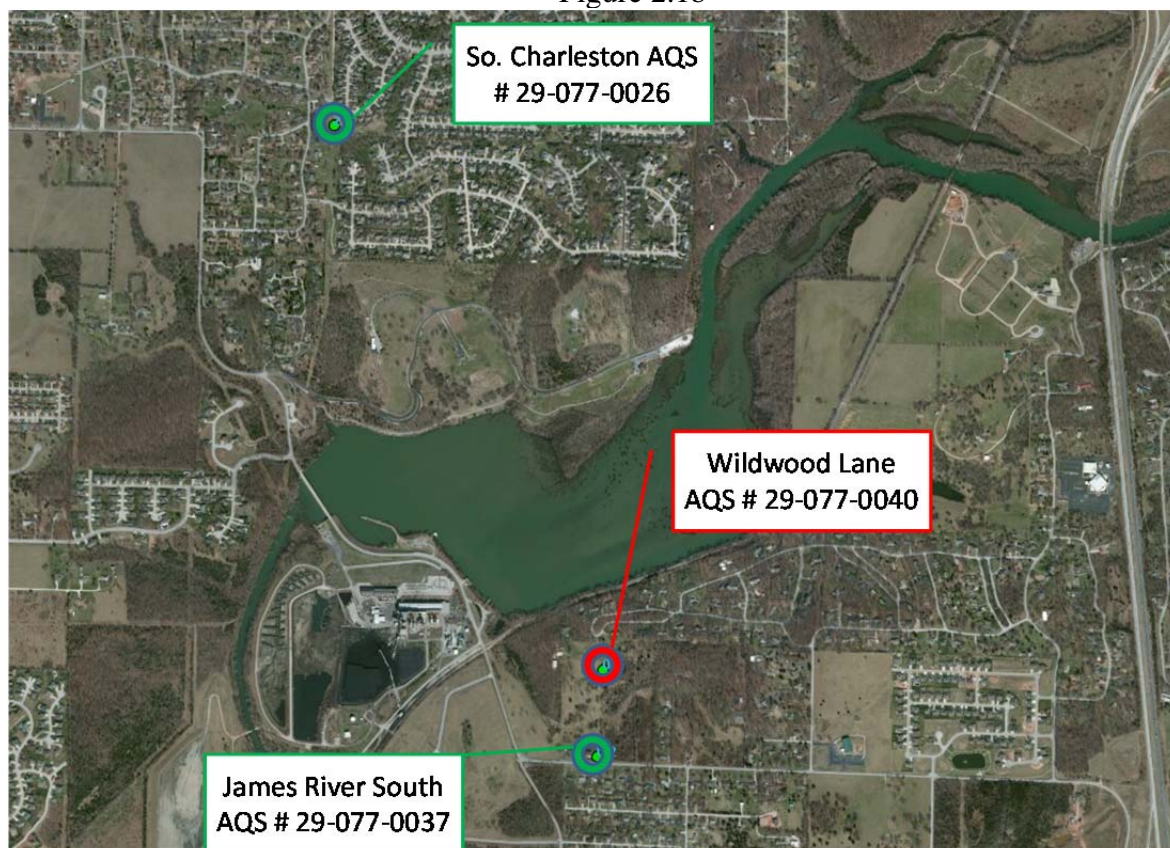 Figure 2.18
So. Charleston AQS
# 29-077-0026
Wildwood Lane
AQS # 29-077-0040
James River South
AQS # 29-077-0037